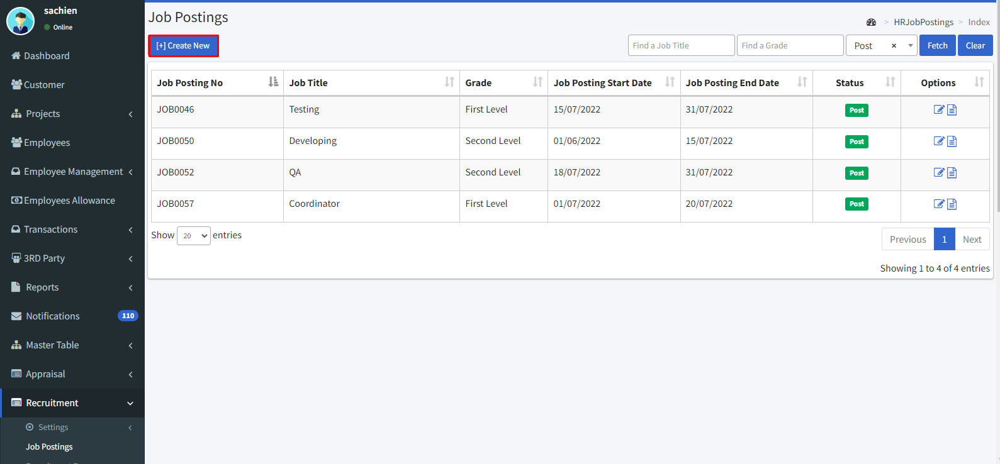 sachien
Online
Dashboard
Customer
Projects
Employees
Employee Management
Employees Allowance
Transactions
3RD Party
Reports
Notifications 110
Master Table
Appraisal
Recruitment
Settings
Job Postings
Job Postings
> HRJobPostings > Index
[+] Create New Find a Job Title Find a Grade Post × Fetch Clear
Job Posting No Job Title Grade Job Posting Start Date Job Posting End Date Status Options
JOB0046 Testing First Level 15/07/2022 31/07/2022 Post
JOB0050 Developing Second Level 01/06/2022 15/07/2022 Post
JOB0052 QA Second Level 18/07/2022 31/07/2022 Post
JOB0057 Coordinator First Level 01/07/2022 20/07/2022 Post
Show 20 entries Previous 1 Next
Showing 1 to 4 of 4 entries